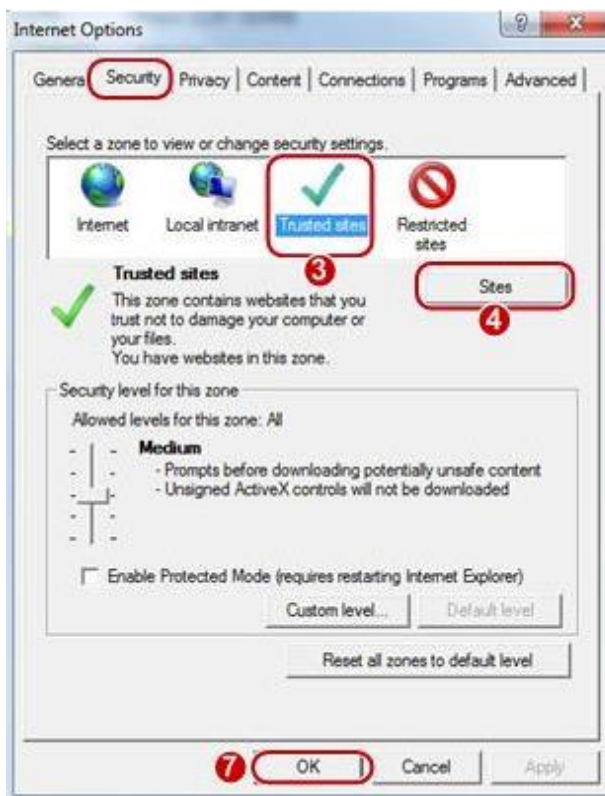 Internet Options
General Security Privacy Content Connections Programs Advanced
Select a zone to view or change security settings.
Internet Local intranet Trusted sites Restricted sites
3
Trusted sites
Sites
4
This zone contains websites that you
trust not to damage your computer or
your files.
You have websites in this zone.
Security level for this zone
Allowed levels for this zone: All
Medium
- Prompts before downloading potentially unsafe content
- Unsigned ActiveX controls will not be downloaded
Enable Protected Mode (requires restarting Internet Explorer)
Custom level... Default level
Reset all zones to default level
7 OK Cancel Apply